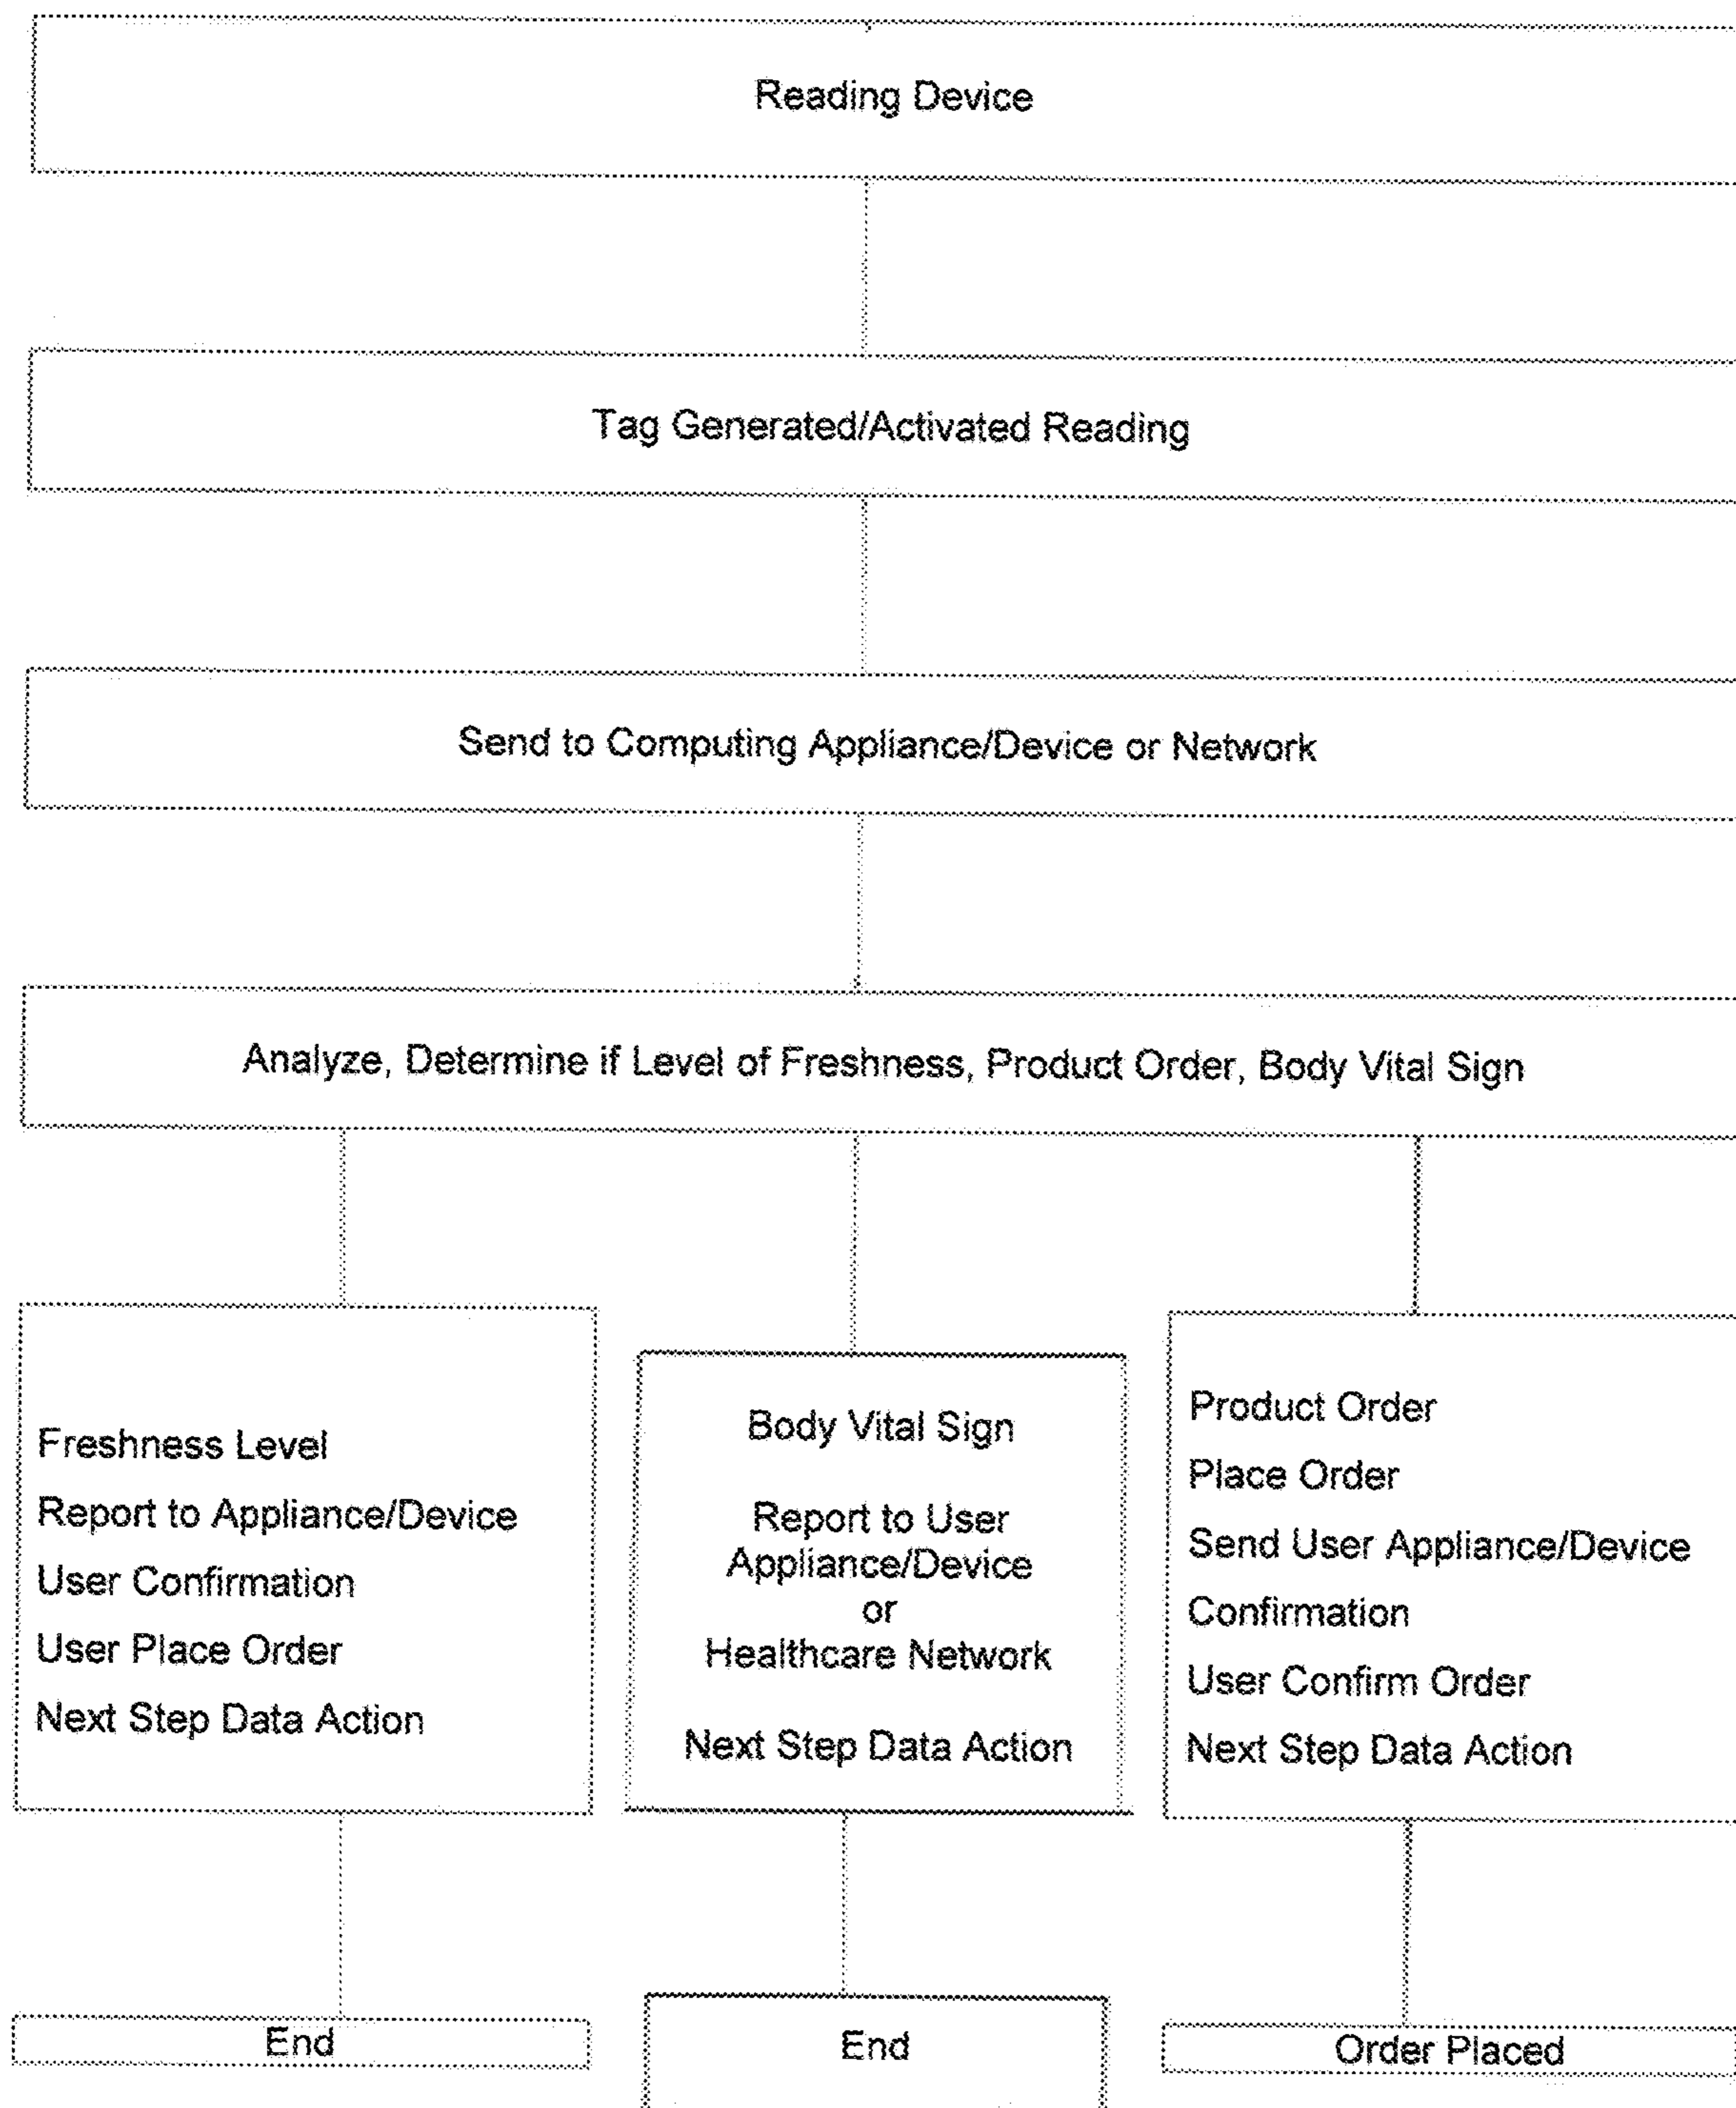 Reading Device
Tag Generated/Activated Reading
Send to Computing Appliance/Device or Network
Analyze, Determine if Level of Freshness, Product Order, Body Vital Sign
Freshness Level
Report to Appliance/Device
User Confirmation
User Place Order
Next Step Data Action
Body Vital Sign
Report to User
Appliance/Device
or
Healthcare Network
Next Step Data Action
Product Order
Place Order
Send User Appliance/Device
Confirmation
User Confirm Order
Next Step Data Action
End
End
Order Placed